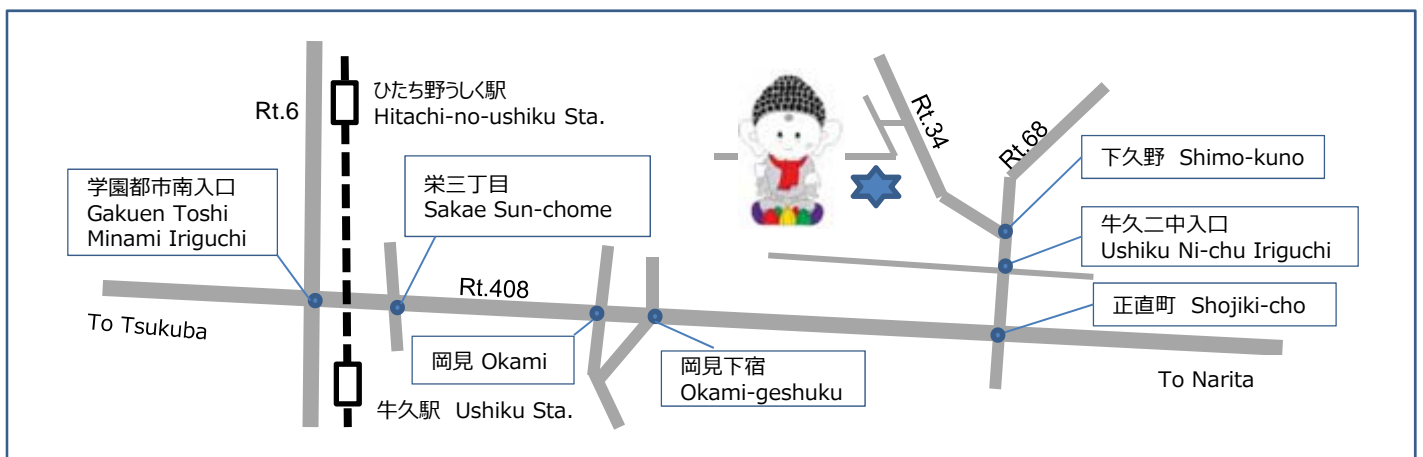 ひたち野うしく駅
Hitachi-no-ushiku Sta.
Rt.6
Rt.34
Rt.68
下久野 Shimo-kuno
学園都市南入口
Gakuen Toshi
Minami Iriguchi
栄三丁目
Sakae Sun-chome
牛久二中入口
Ushiku Ni-chu Iriguchi
Rt.408
正直町 Shojiki-cho
To Tsukuba
岡見 Okami
岡見下宿
Okami-geshuku
To Narita
牛久駅 Ushiku Sta.